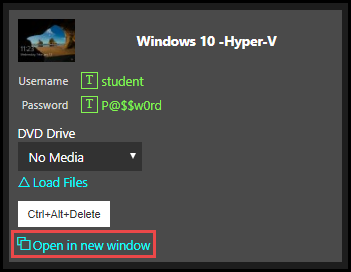 Windows 10 -Hyper-V
Username T student
Password T P@$$w0rd
DVD Drive
No Media
Load Files
Ctrl+Alt+Delete
Open in new window